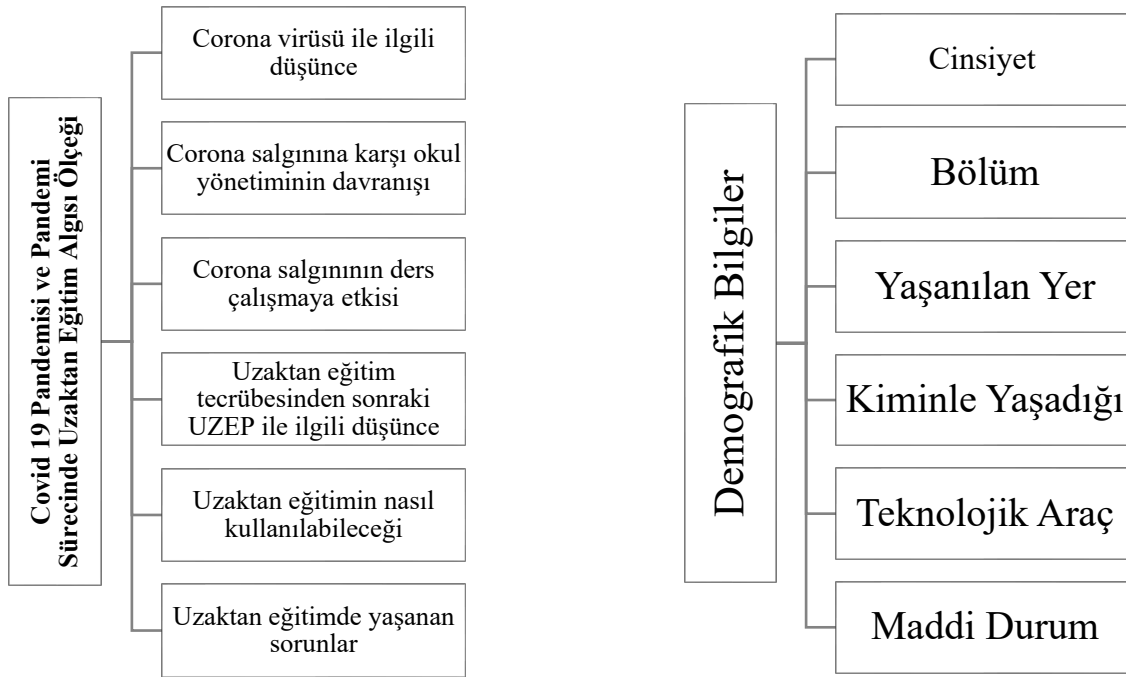 Covid 19 Pandemisi ve Pandemi
Sürecinde Uzaktan Eğitim Algısı Ölçeği
Corona virüsü ile ilgili
düşünce
Corona salgınına karşı okul
yönetiminin davranışı
Corona salgınının ders
çalışmaya etkisi
Uzaktan eğitim
tecrübesinden sonraki
UZEP ile ilgili düşünce
Uzaktan eğitimin nasıl
kullanılabileceği
Uzaktan eğitimde yaşanan
sorunlar
Demografik Bilgiler
Cinsiyet
Bölüm
Yaşanılan Yer
Kiminle Yaşadığı
Teknolojik Araç
Maddi Durum